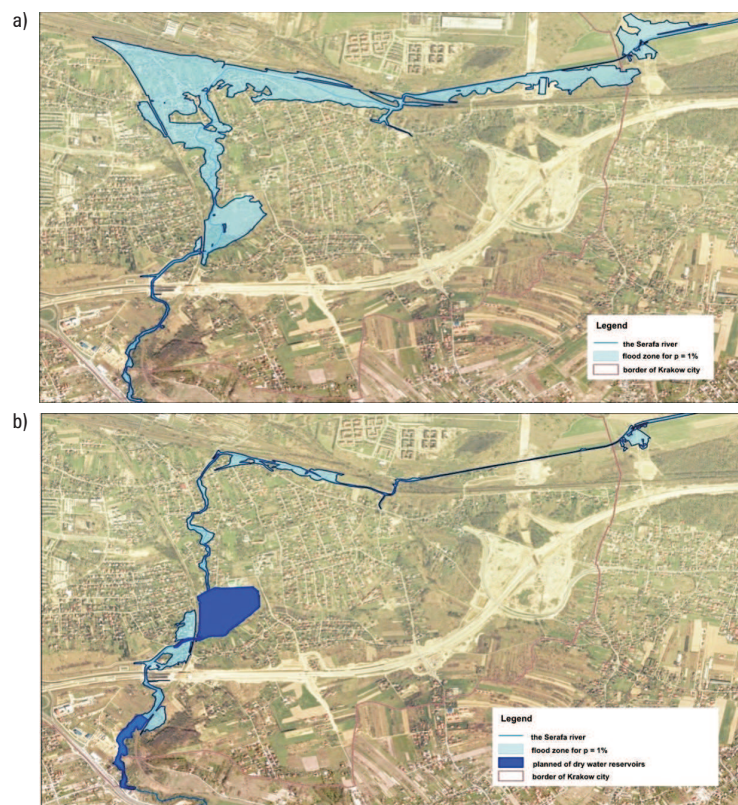 a)
Legend
the Serafa river
flood zone for p = 1%
border of Krakow city
b)
Legend
the Serafa river
flood zone for p = 1%
planned of dry water reservoirs
border of Krakow city